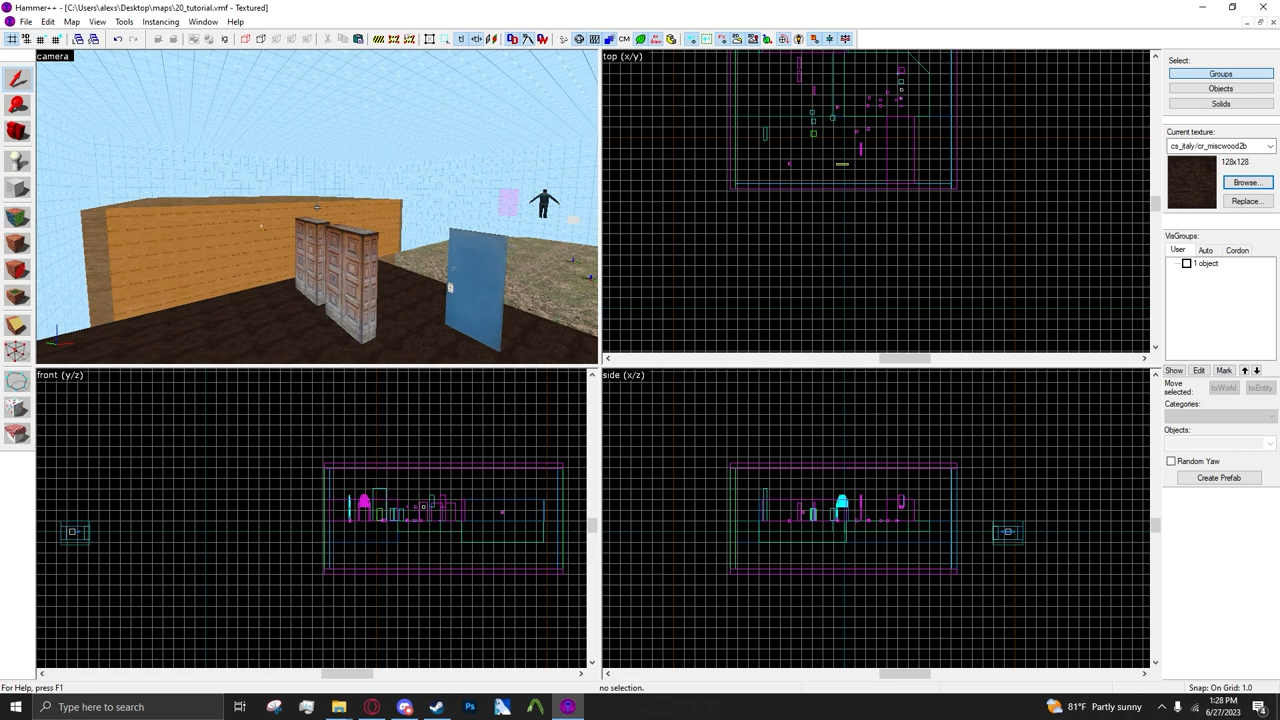 Hammer++ - [C:\Users\alexs\Desktop\maps\20_tutorial.vmf - Textured]
File Edit Map View Tools Instancing Window Help
CM
camera
top (x/y)
front (y/z)
side (x/z)
Select:
Groups
Objects
Solids
Current texture:
cs_italy/cr_miscwood2b
128x128
Browse...
Replace...
VisGroups:
User Auto Cordon
1 object
Show Edit Mark
Move selected:
toWorld toEntity
Categories:
Objects:
Random Yaw
Create Prefab
For Help, press F1
no selection.
Snap: On Grid: 1.0
Type here to search
81°F Partly sunny
1:28 PM
6/27/2023